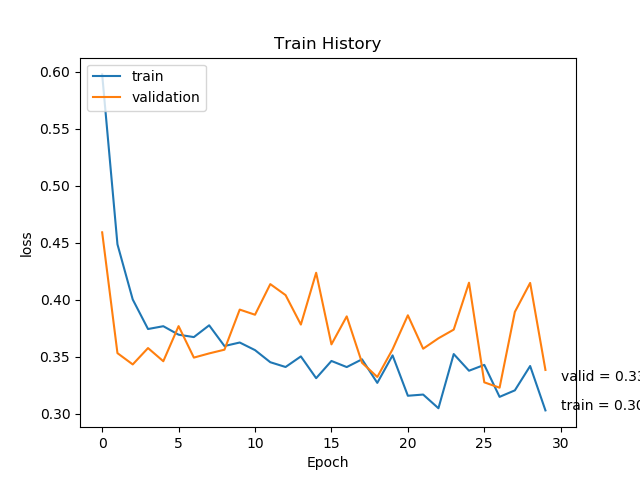 Train History
train
validation
0.60
0.55
0.50
0.45
0.40
0.35
0.30
loss
valid = 0.33
train = 0.30
0
5
10
15
20
25
30
Epoch